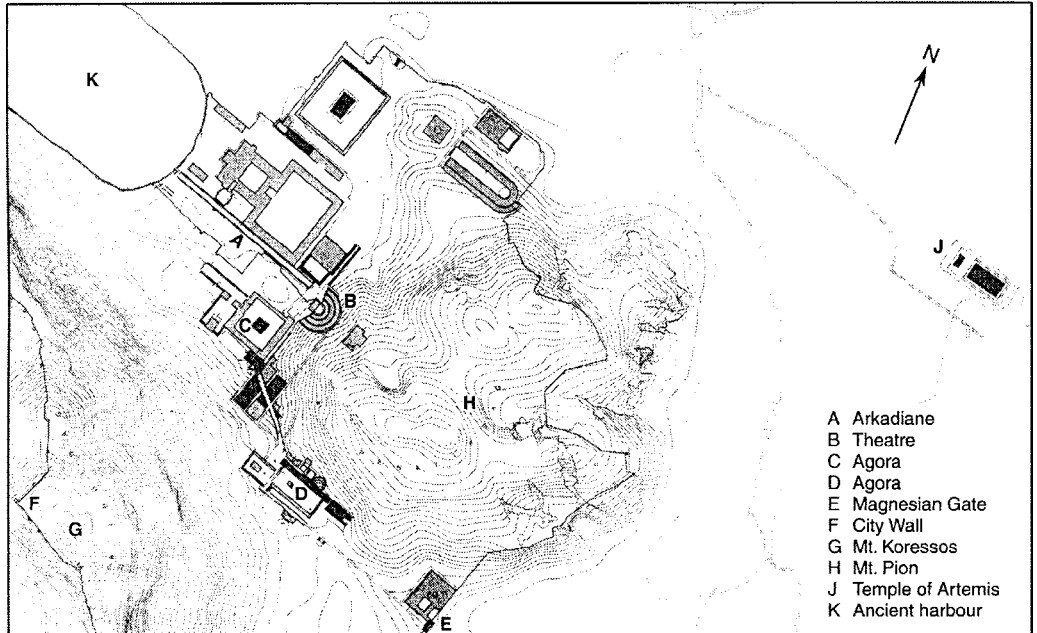 K
N
J
A
B
C
H
D
F
G
E
A Arkadiane
B Theatre
C Agora
D Agora
E Magnesian Gate
F City Wall
G Mt. Koressos
H Mt. Pion
J Temple of Artemis
K Ancient harbour